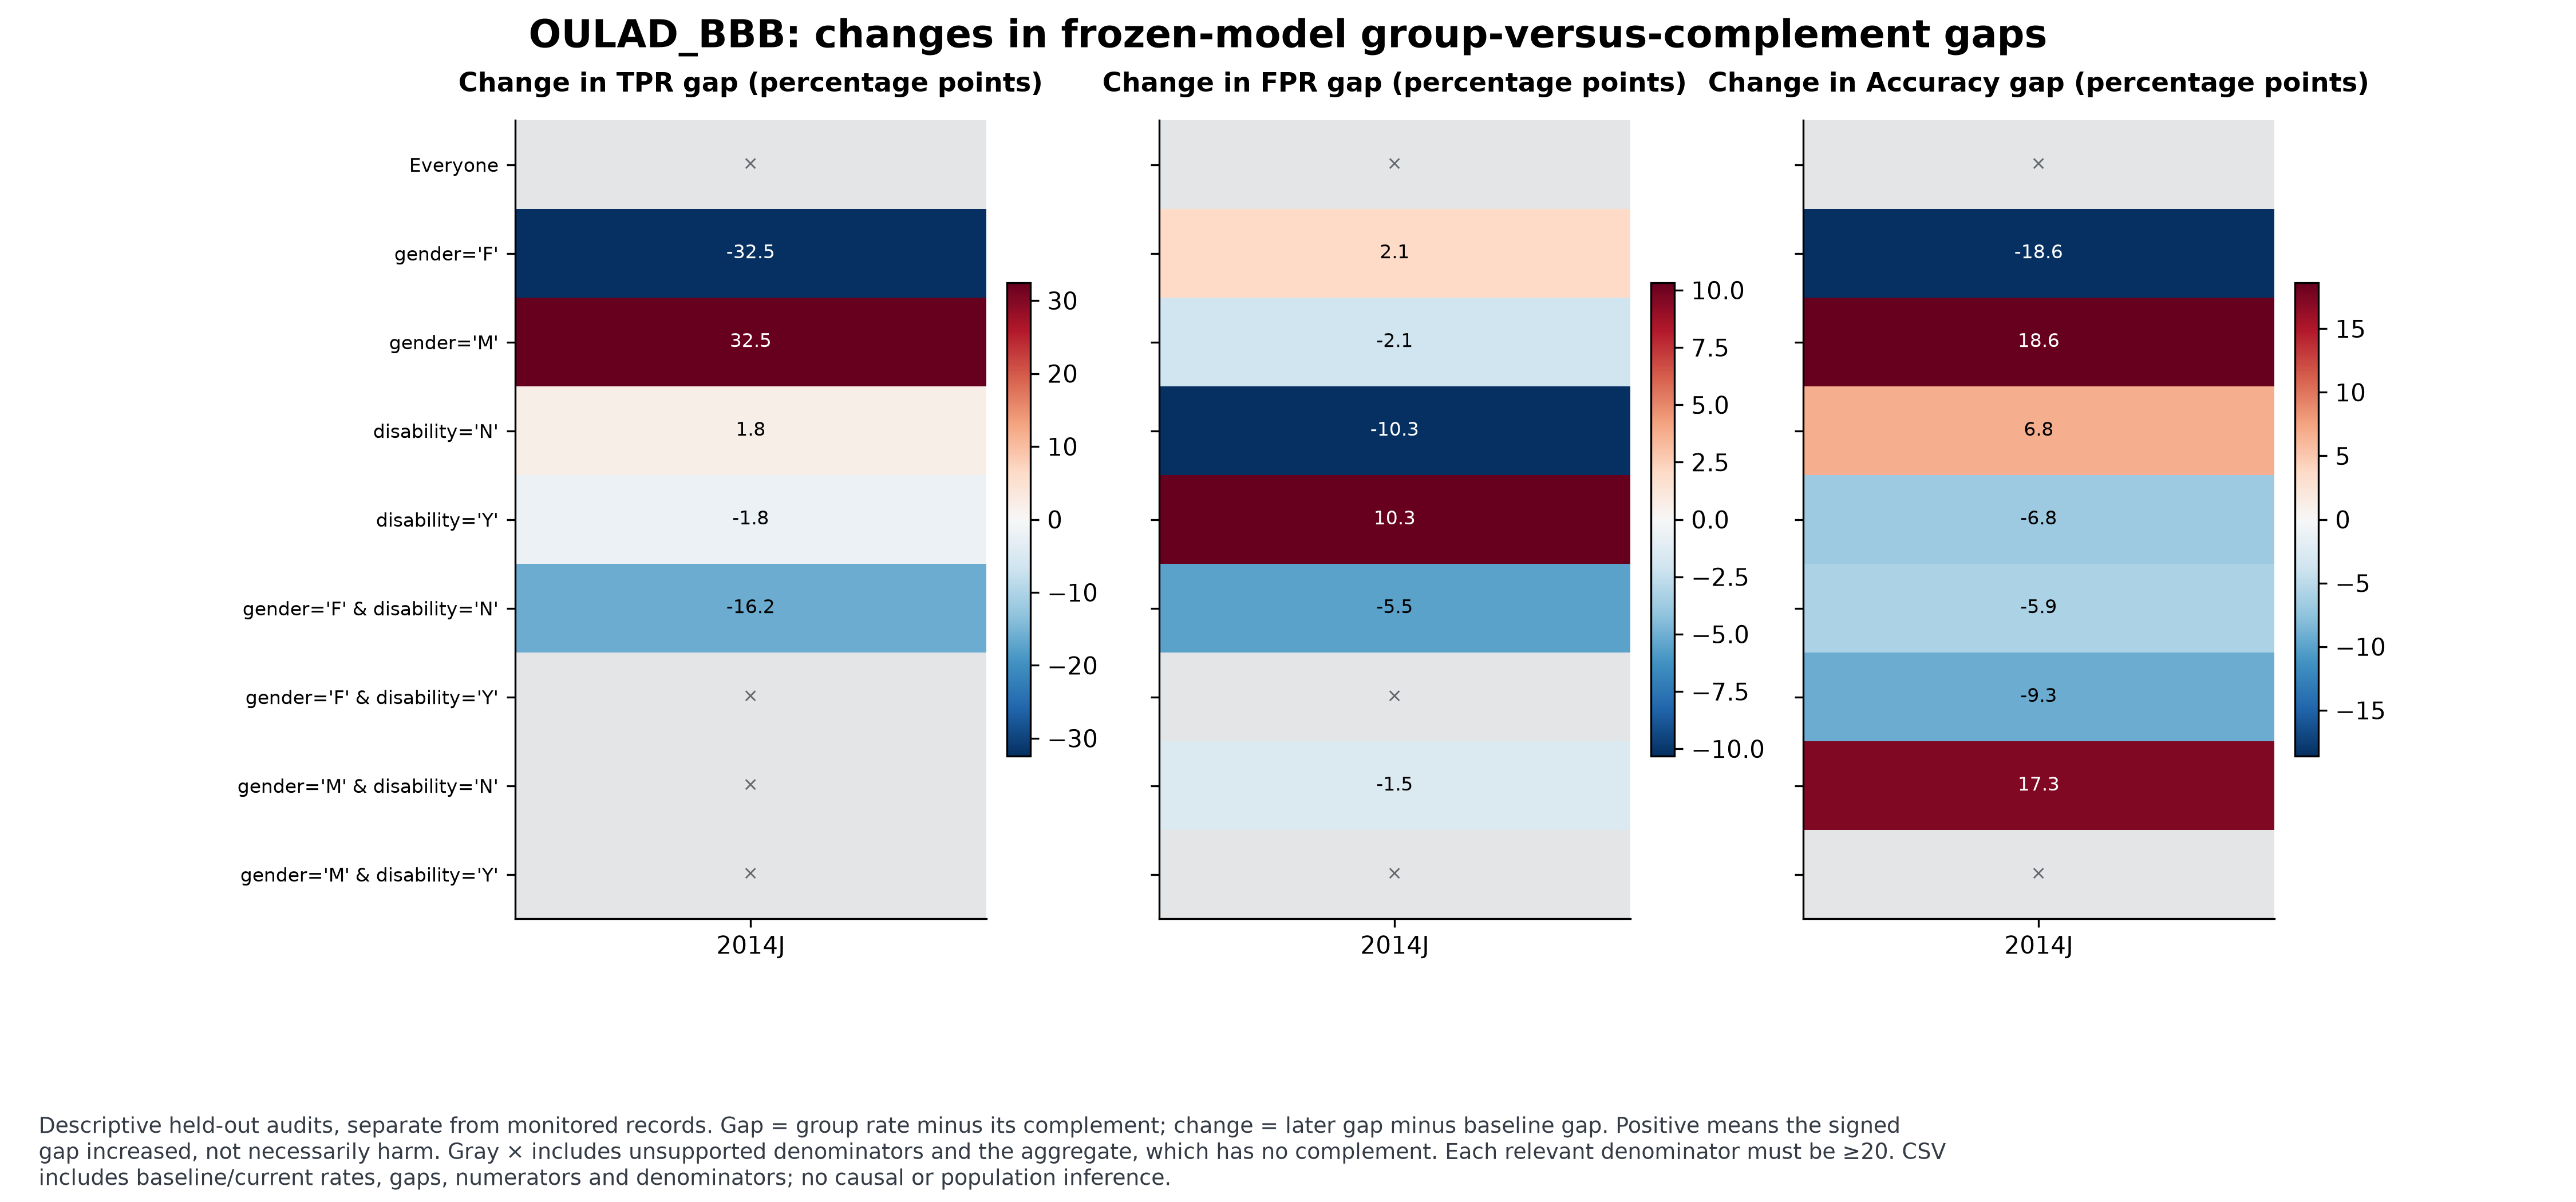 OULAD_BBB: changes in frozen-model group-versus-complement gaps
Change in TPR gap (percentage points)
Change in FPR gap (percentage points)
Change in Accuracy gap (percentage points)
Everyone
gender='F'
gender='M'
disability='N'
disability='Y'
gender='F' & disability='N'
gender='F' & disability='Y'
gender='M' & disability='N'
gender='M' & disability='Y'
×
-32.5
32.5
1.8
-1.8
-16.2
×
×
×
2014J
30
20
10
0
−10
−20
−30
×
2.1
-2.1
-10.3
10.3
-5.5
×
-1.5
×
2014J
10.0
7.5
5.0
2.5
0.0
−2.5
−5.0
−7.5
−10.0
×
-18.6
18.6
6.8
-6.8
-5.9
-9.3
17.3
×
2014J
15
10
5
0
−5
−10
−15
Descriptive held-out audits, separate from monitored records. Gap = group rate minus its complement; change = later gap minus baseline gap. Positive means the signed
gap increased, not necessarily harm. Gray × includes unsupported denominators and the aggregate, which has no complement. Each relevant denominator must be ≥20. CSV
includes baseline/current rates, gaps, numerators and denominators; no causal or population inference.